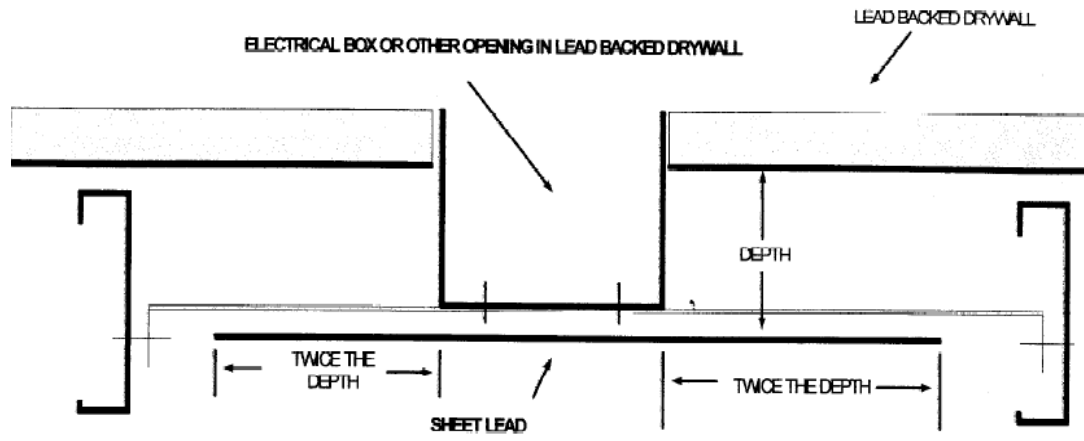 LEAD BACKED DRYWALL
ELECTRICAL BOX OR OTHER OPENING IN LEAD BACKED DRYWALL
DEPTH
TWICE THE
DEPTH
TWICE THE DEPTH
SHEET LEAD